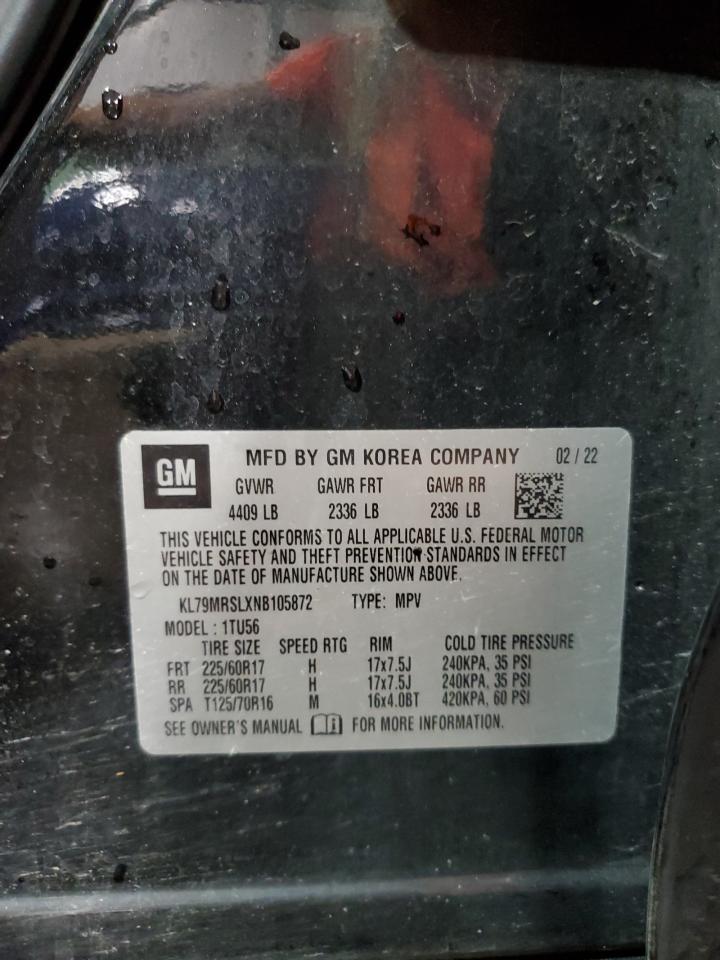 GM
MFD BY GM KOREA COMPANY 02 / 22
GVWR GAWR FRT GAWR RR
4409 LB 2336 LB 2336 LB
THIS VEHICLE CONFORMS TO ALL APPLICABLE U.S. FEDERAL MOTOR
VEHICLE SAFETY AND THEFT PREVENTION STANDARDS IN EFFECT
ON THE DATE OF MANUFACTURE SHOWN ABOVE.
KL79MRSLXNB105872 TYPE: MPV
MODEL : 1TU56
TIRE SIZE SPEED RTG RIM COLD TIRE PRESSURE
FRT 225/60R17 H 17x7.5J 240KPA, 35 PSI
RR 225/60R17 H 17x7.5J 240KPA, 35 PSI
SPA T125/70R16 M 16x4.0BT 420KPA, 60 PSI
SEE OWNER'S MANUAL FOR MORE INFORMATION.